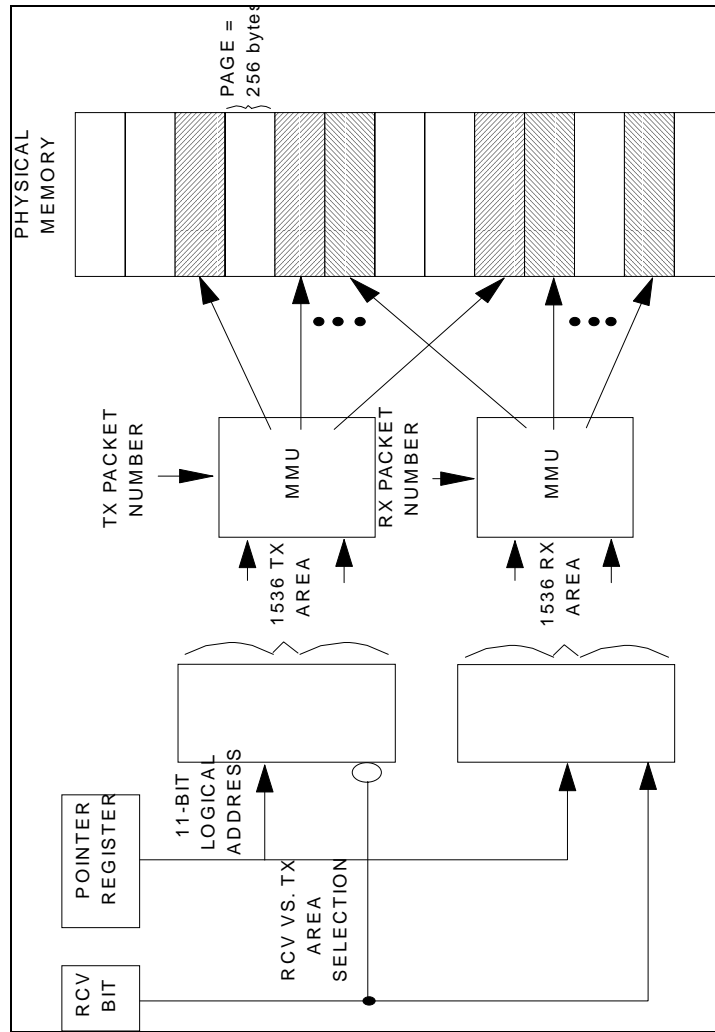 PHYSICAL
MEMORY
PAGE =
256 bytes
TX PACKET
NUMBER
MMU
RX PACKET
NUMBER
MMU
1536 TX
AREA
1536 RX
AREA
11-BIT
LOGICAL
ADDRESS
RCV VS. TX
AREA
SELECTION
POINTER
REGISTER
RCV
BIT